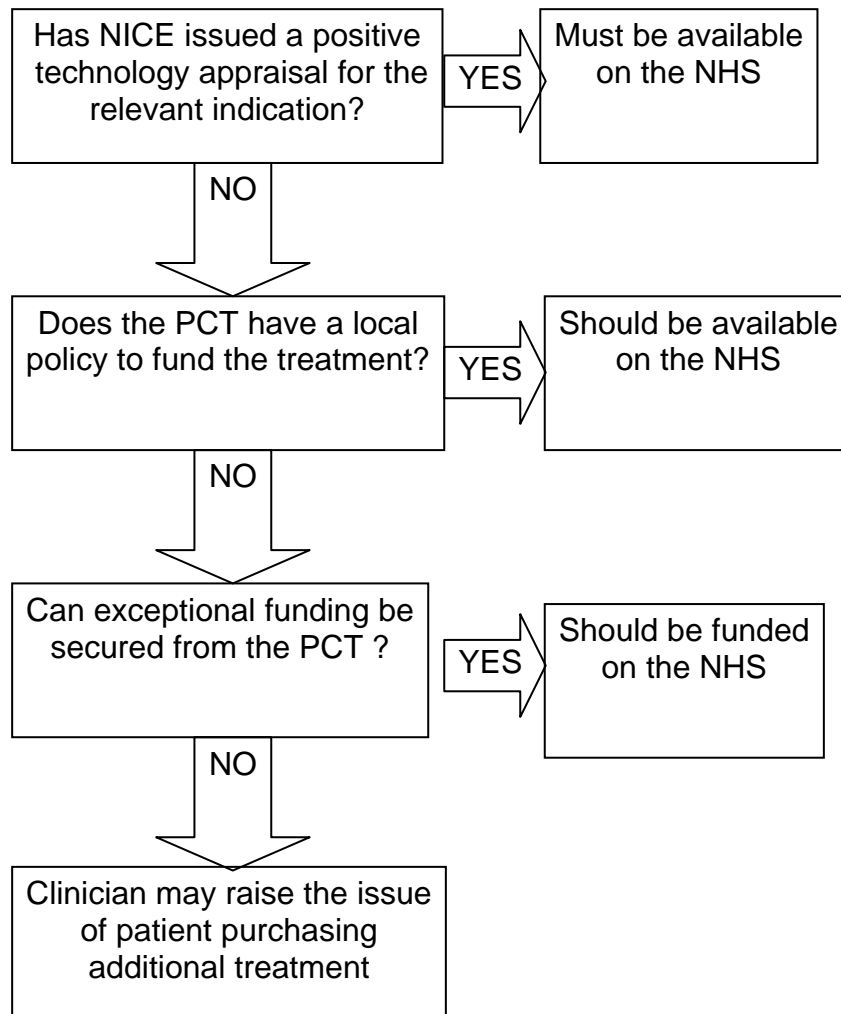 Has NICE issued a positive
technology appraisal for the
relevant indication?
YES
Must be available
on the NHS
NO
Does the PCT have a local
policy to fund the treatment?
YES
Should be available
on the NHS
NO
Can exceptional funding be
secured from the PCT ?
YES
Should be funded
on the NHS
NO
Clinician may raise the issue
of patient purchasing
additional treatment